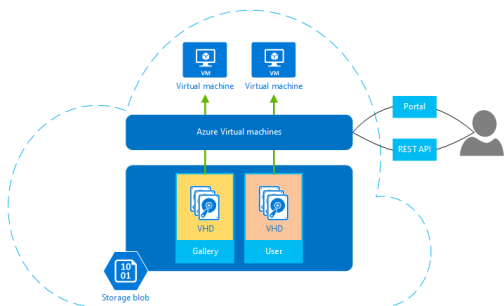 VM
VM
Virtual machine
Virtual machine
Portal
Azure Virtual machines
REST API
VHD
VHD
Gallery
User
10
01
Storage blob